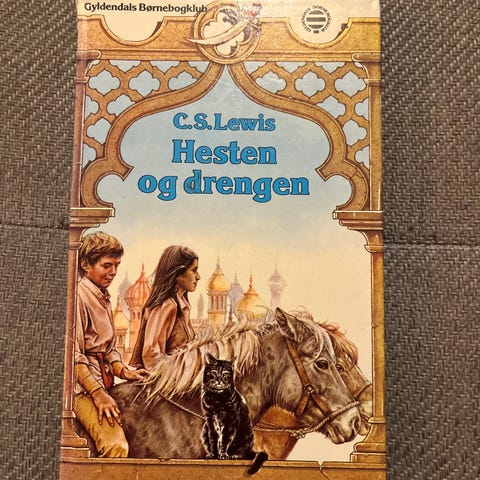 Gyldendals Børnebogklub
C.S.Lewis
Hesten
og drengen